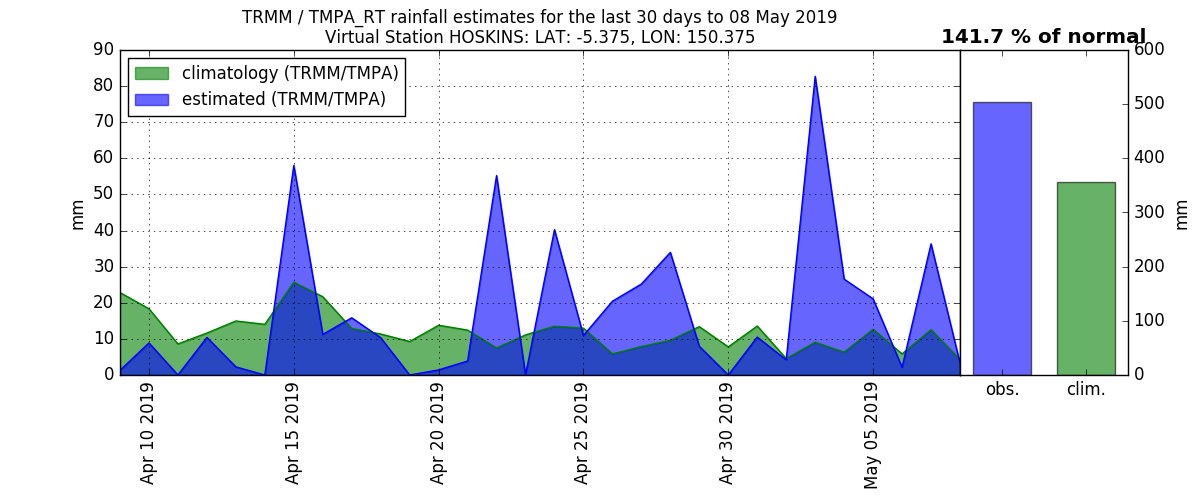 TRMM / TMPA_RT rainfall estimates for the last 30 days to 08 May 2019
Virtual Station HOSKINS: LAT: -5.375, LON: 150.375
141.7 % of normal
climatology (TRMM/TMPA)
estimated (TRMM/TMPA)
90
80
70
60
50
40
30
20
10
0
mm
Apr 10 2019
Apr 15 2019
Apr 20 2019
Apr 25 2019
Apr 30 2019
May 05 2019
600
500
400
300
200
100
0
mm
obs.
clim.